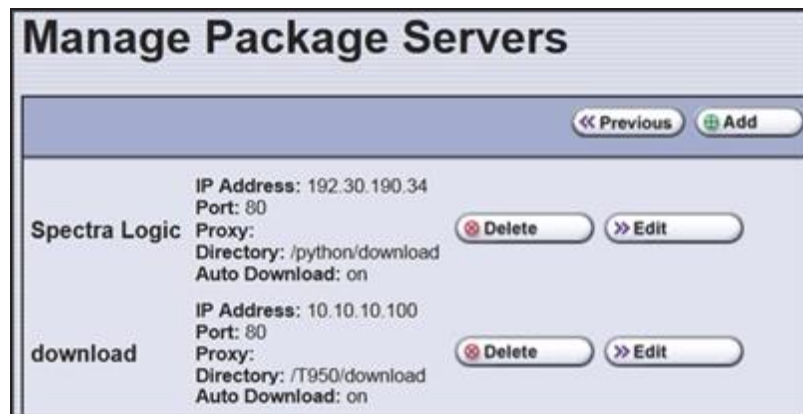 Manage Package Servers
Previous Add
IP Address: 192.30.190.34
Port: 80
Spectra Logic Proxy: Delete Edit
Directory: /python/download
Auto Download: on
IP Address: 10.10.10.100
Port: 80
download Proxy: Delete Edit
Directory: /T950/download
Auto Download: on